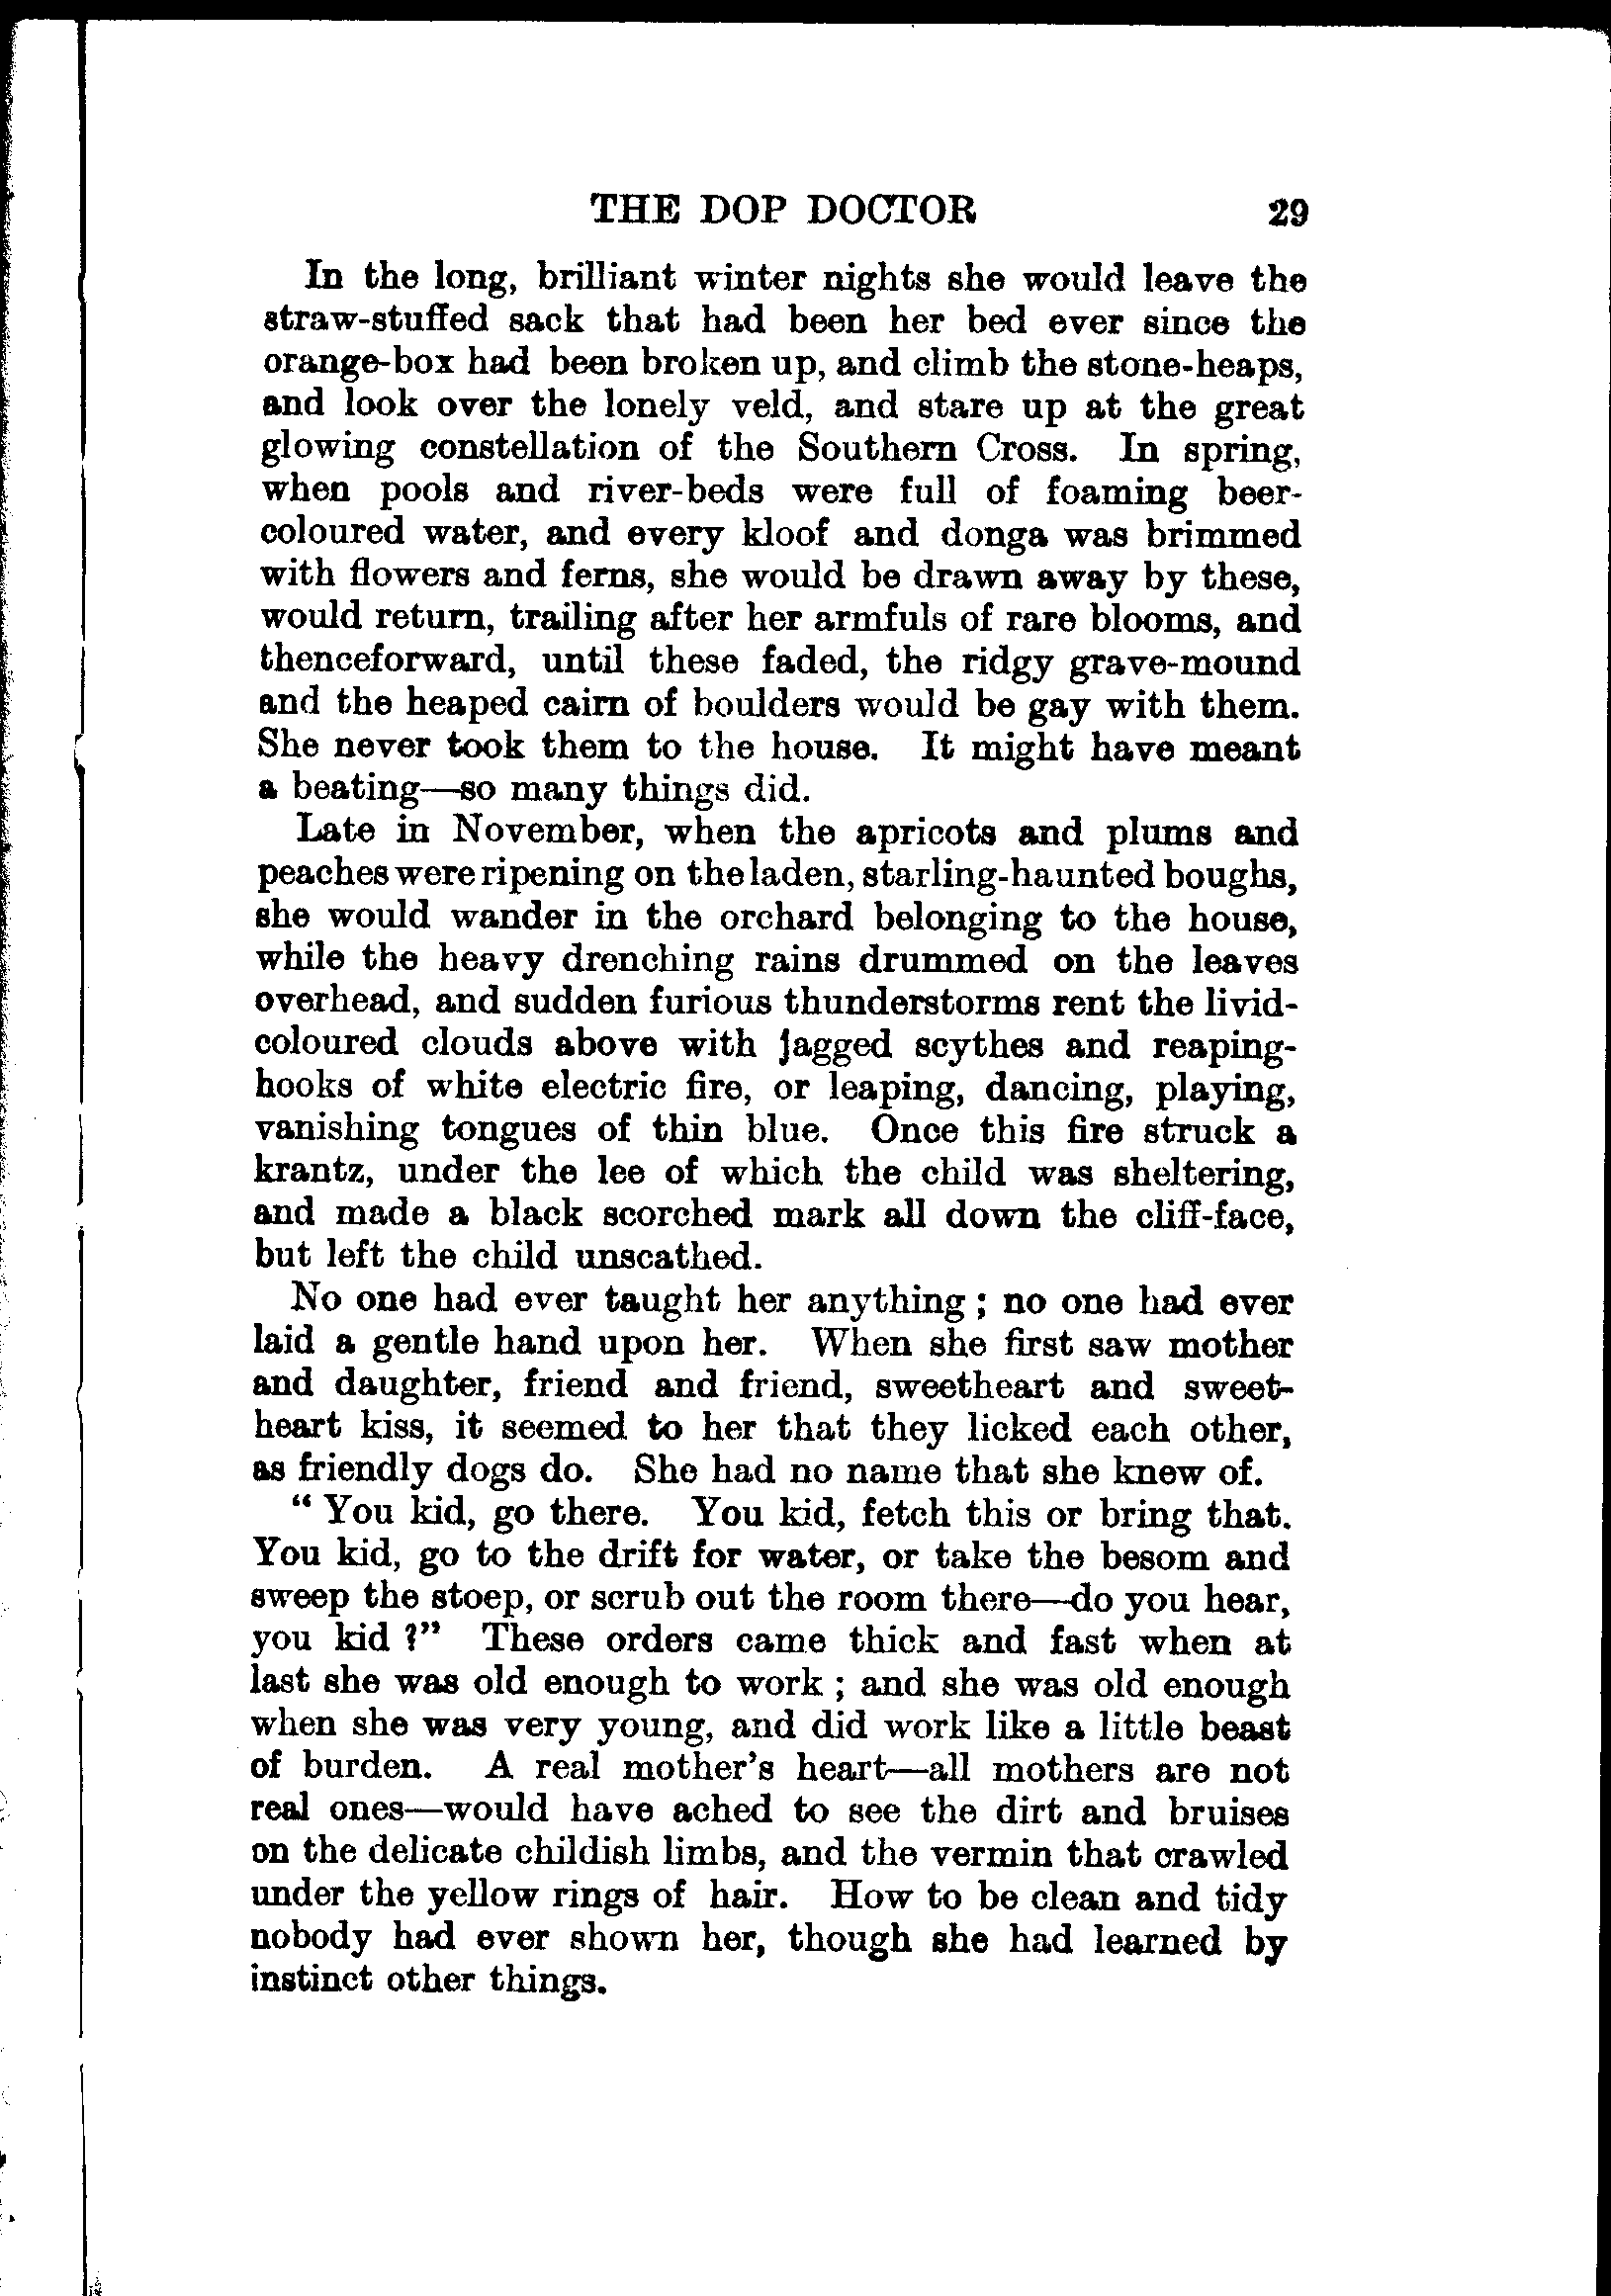 THE DOP DOCTOR 29
In the long, brilliant winter nights she would leave the
straw-stuffed sack that had been her bed ever since the
orange-box had been broken up, and climb the stone-heaps,
and look over the lonely veld, and stare up at the great
glowing constellation of the Southern Cross. In spring,
when pools and river-beds were full of foaming beer-
coloured water, and every kloof and donga was brimmed
with flowers and ferns, she would be drawn away by these,
would return, trailing after her armfuls of rare blooms, and
thenceforward, until these faded, the ridgy grave-mound
and the heaped cairn of boulders would be gay with them.
She never took them to the house. It might have meant
a beating—so many things did.
Late in November, when the apricots and plums and
peaches were ripening on the laden, starling-haunted boughs,
she would wander in the orchard belonging to the house,
while the heavy drenching rains drummed on the leaves
overhead, and sudden furious thunderstorms rent the livid-
coloured clouds above with jagged scythes and reaping-
hooks of white electric fire, or leaping, dancing, playing,
vanishing tongues of thin blue. Once this fire struck a
krantz, under the lee of which the child was sheltering,
and made a black scorched mark all down the cliff-face,
but left the child unscathed.
No one had ever taught her anything ; no one had ever
laid a gentle hand upon her. When she first saw mother
and daughter, friend and friend, sweetheart and sweet-
heart kiss, it seemed to her that they licked each other,
as friendly dogs do. She had no name that she knew of.
“ You kid, go there. You kid, fetch this or bring that.
You kid, go to the drift for water, or take the besom and
sweep the stoep, or scrub out the room there—do you hear,
you kid ?” These orders came thick and fast when at
last she was old enough to work ; and she was old enough
when she was very young, and did work like a little beast
of burden. A real mother’s heart—all mothers are not
real ones—would have ached to see the dirt and bruises
on the delicate childish limbs, and the vermin that crawled
under the yellow rings of hair. How to be clean and tidy
nobody had ever shown her, though she had learned by
instinct other things.